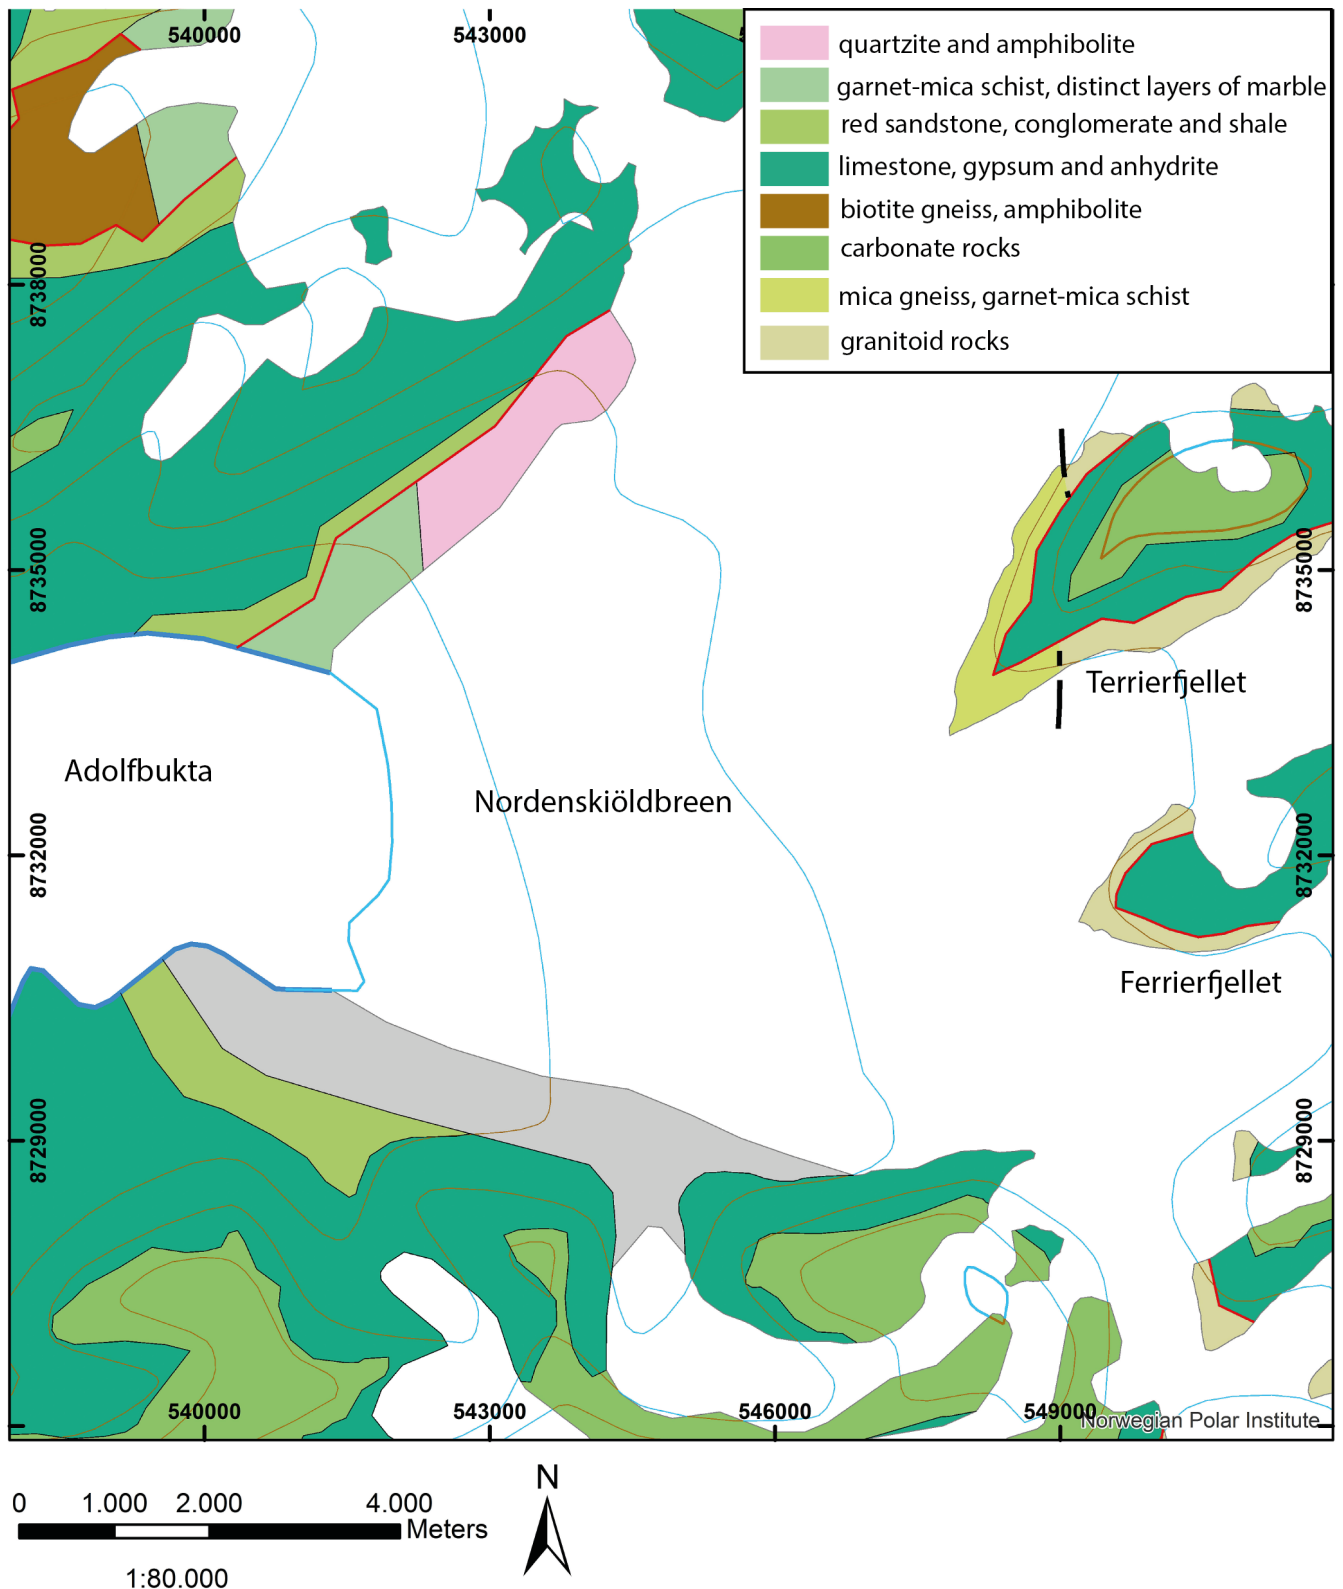 540000
543000
quartzite and amphibolite
garnet-mica schist, distinct layers of marble
red sandstone, conglomerate and shale
limestone, gypsum and anhydrite
biotite gneiss, amphibolite
carbonate rocks
mica gneiss, garnet-mica schist
granitoid rocks
8738000
8735000
8735000
Terrierfjellet
Adolfbukta
Nordenskiöldbreen
8732000
8732000
Ferrierfjellet
8729000
8729000
540000
543000
546000
549000
Norwegian Polar Institute
N
0 1.000 2.000 4.000
Meters
1:80.000